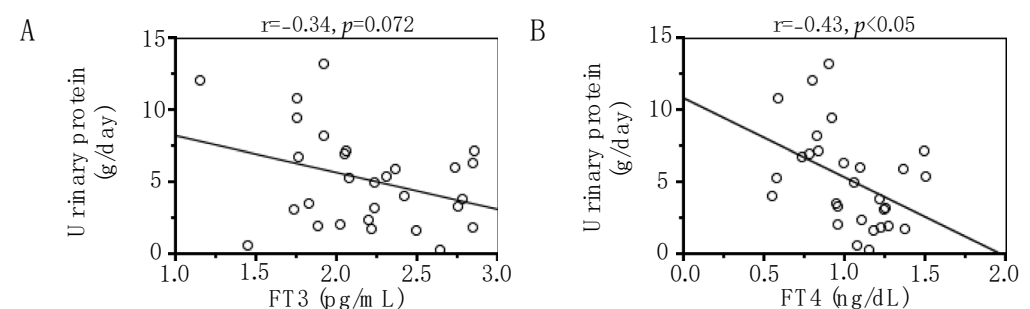 A
r=-0.34, p=0.072
Urinary protein
(g/day)
15
10
5
0
1.0 1.5 2.0 2.5 3.0
FT3 (pg/mL)
B
r=-0.43, p<0.05
Urinary protein
(g/day)
15
10
5
0
0.0 0.5 1.0 1.5 2.0
FT4 (ng/dL)